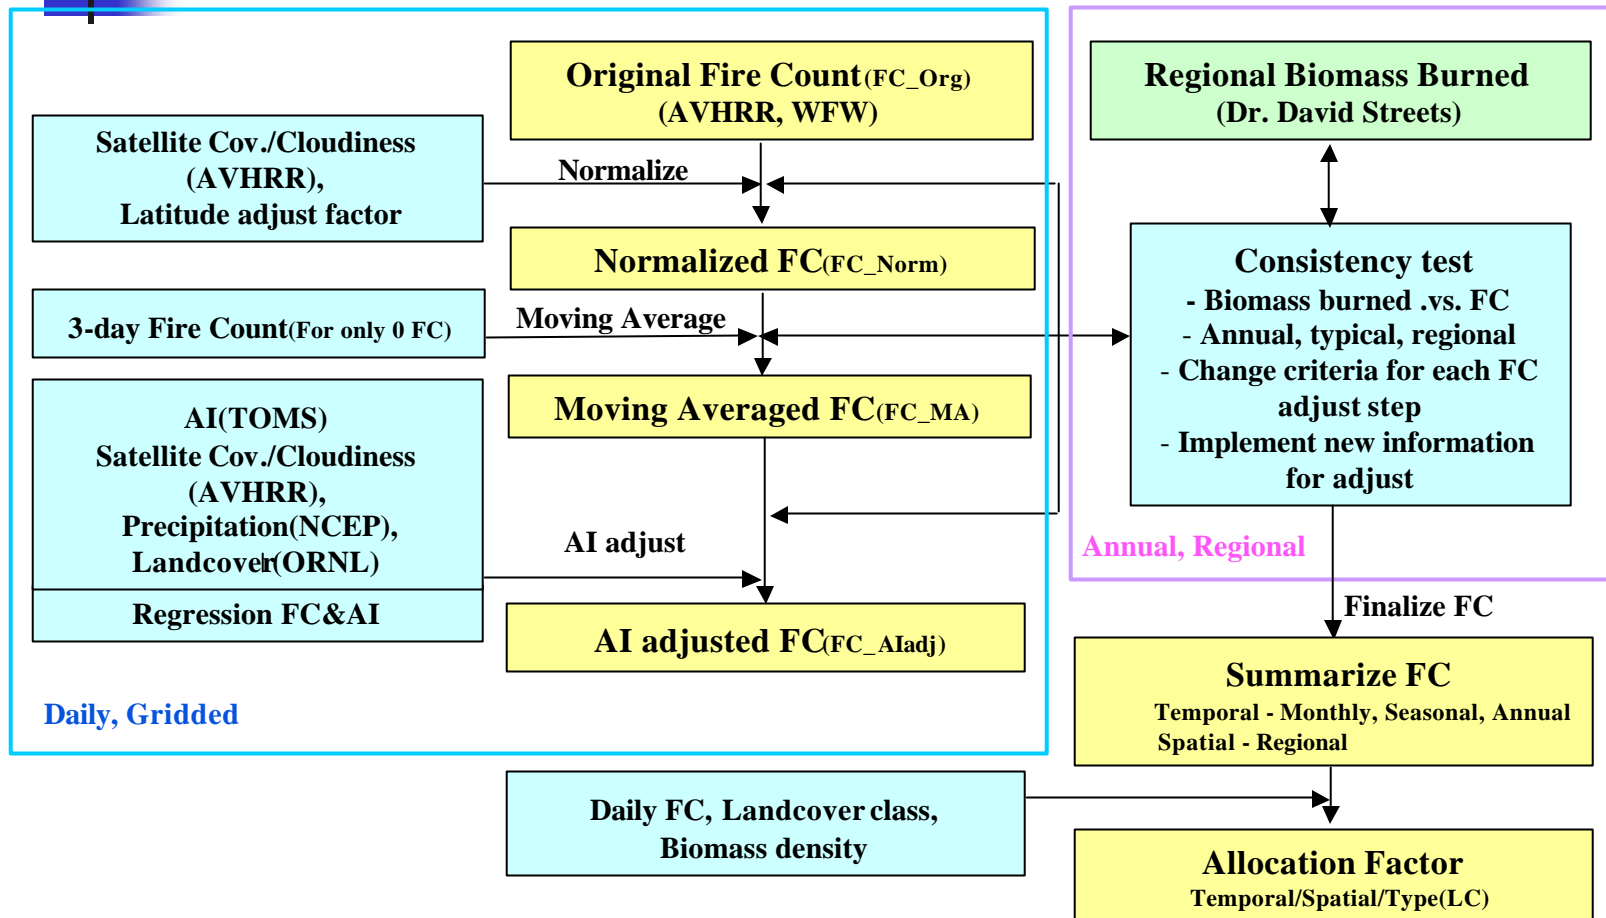 Original Fire Count(FC_Org)
(AVHRR, WFW)
Satellite Cov./Cloudiness
(AVHRR),
Latitude adjust factor
Normalize
Normalized FC(FC_Norm)
3-day Fire Count(For only 0 FC)
Moving Average
Moving Averaged FC(FC_MA)
AI(TOMS)
Satellite Cov./Cloudiness
(AVHRR),
Precipitation(NCEP),
Landcover(ORNL)
Regression FC&AI
AI adjust
AI adjusted FC(FC_AIadj)
Daily, Gridded
Regional Biomass Burned
(Dr. David Streets)
Consistency test
- Biomass burned .vs. FC
- Annual, typical, regional
- Change criteria for each FC
adjust step
- Implement new information
for adjust
Annual, Regional
Finalize FC
Summarize FC
Temporal - Monthly, Seasonal, Annual
Spatial - Regional
Daily FC, Landcover class,
Biomass density
Allocation Factor
Temporal/Spatial/Type(LC)